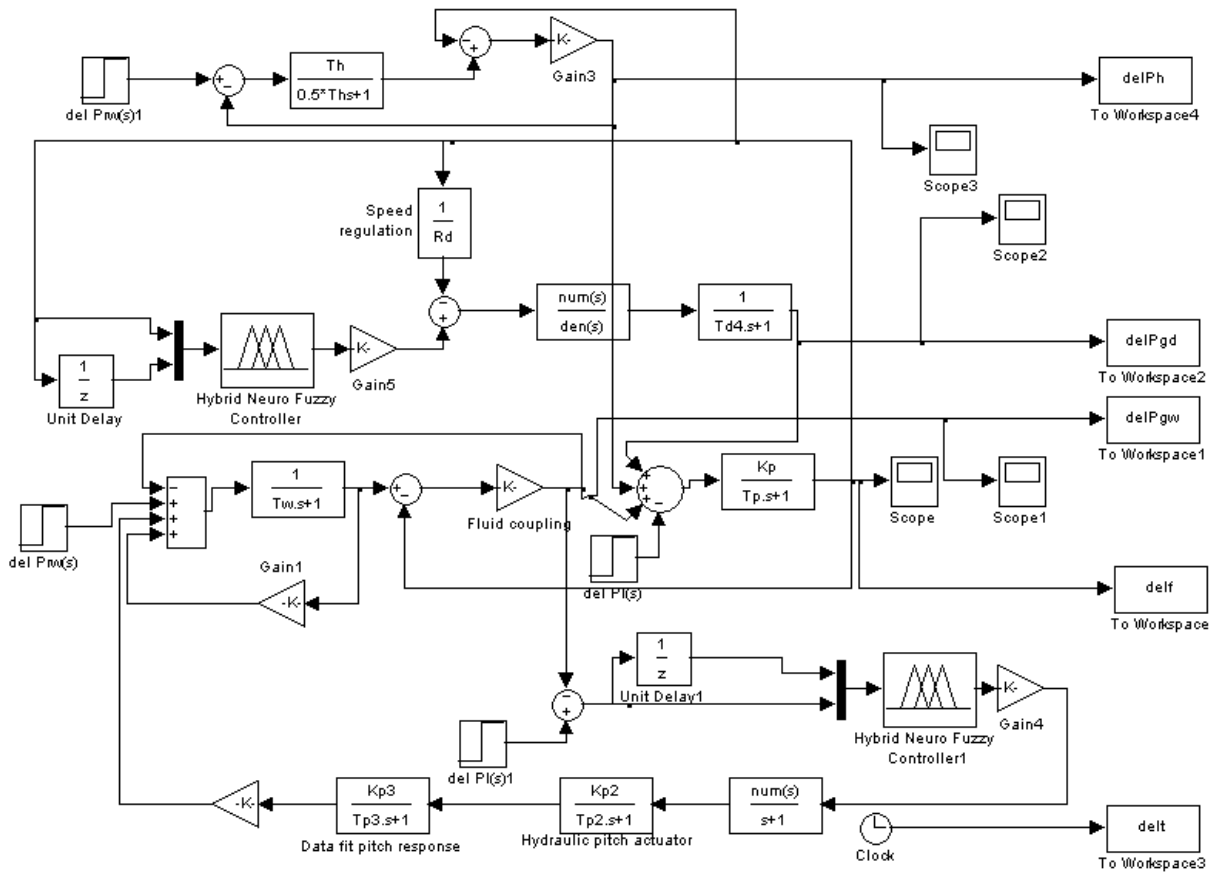 Th
0.5*Ths+1
K-
Gain3
del Prw(s)1
delPh
To Workspace4
Scope3
Speed
regulation
1
Rd
Scope2
num(s)
den(s)
1
Td4.s+1
K-
Gain5
Hybrid Neuro Fuzzy
Controller
1
z
Unit Delay
delPgd
To Workspace2
delPgw
To Workspace1
1
Tw.s+1
K-
Fluid coupling
Kp
Tp.s+1
Scope
Scope1
del Prw(s)
Gain1
-K-
del Pl(s)
delf
To Workspace
1
z
Unit Delay1
Hybrid Neuro Fuzzy
Controller1
K-
Gain4
del Pl(s)1
-K-
Kp3
Tp3.s+1
Data fit pitch response
Kp2
Tp2.s+1
Hydraulic pitch actuator
num(s)
s+1
Clock
delt
To Workspace3